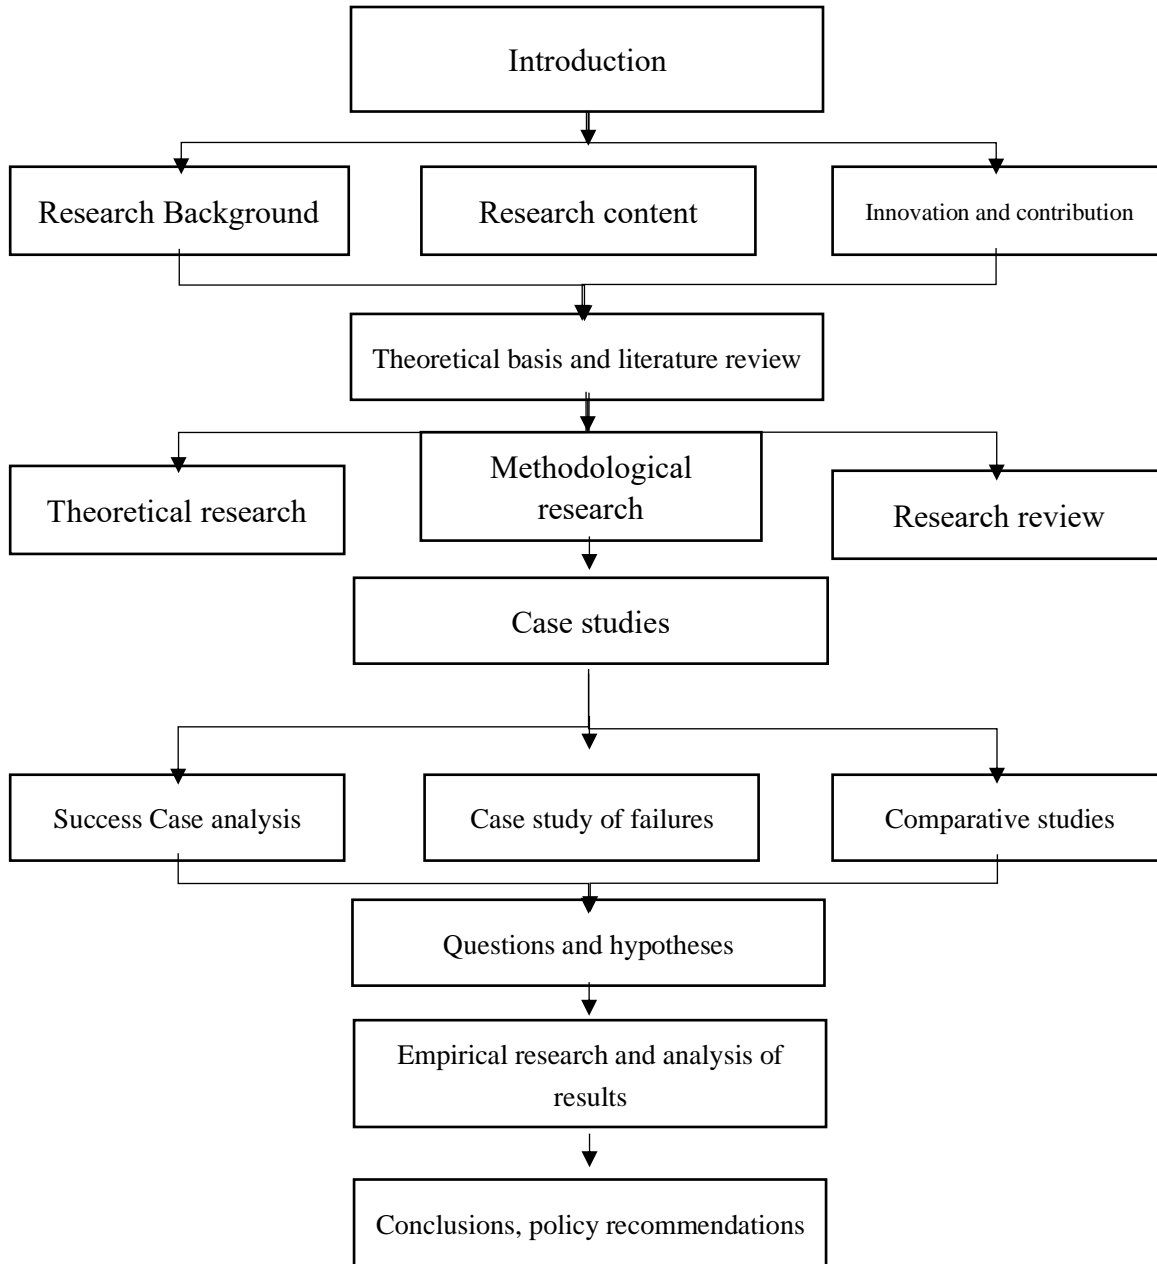 Introduction
Research Background
Research content
Innovation and contribution
Theoretical basis and literature review
Theoretical research
Methodological
research
Research review
Case studies
Success Case analysis
Case study of failures
Comparative studies
Questions and hypotheses
Empirical research and analysis of
results
Conclusions, policy recommendations